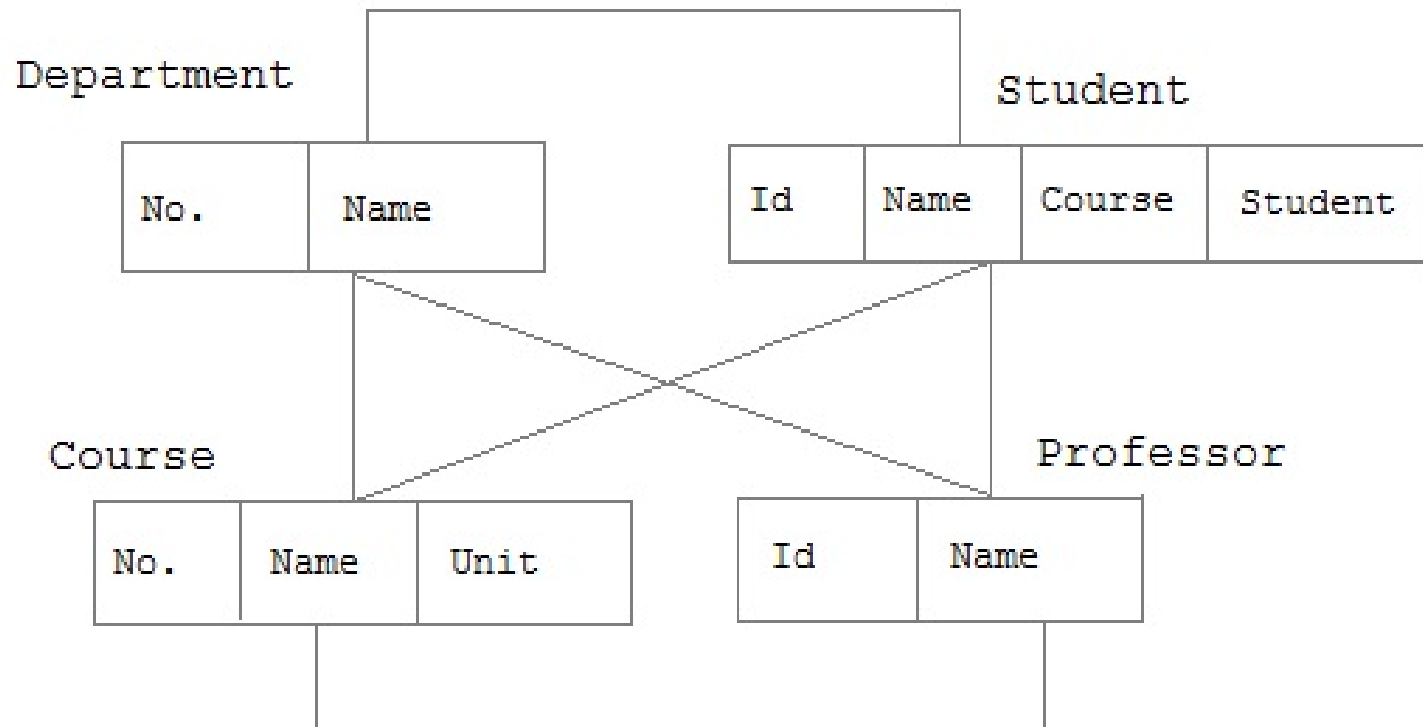 Department
Student
No. Name
Id Name Course Student
Course
Professor
No. Name Unit
Id Name